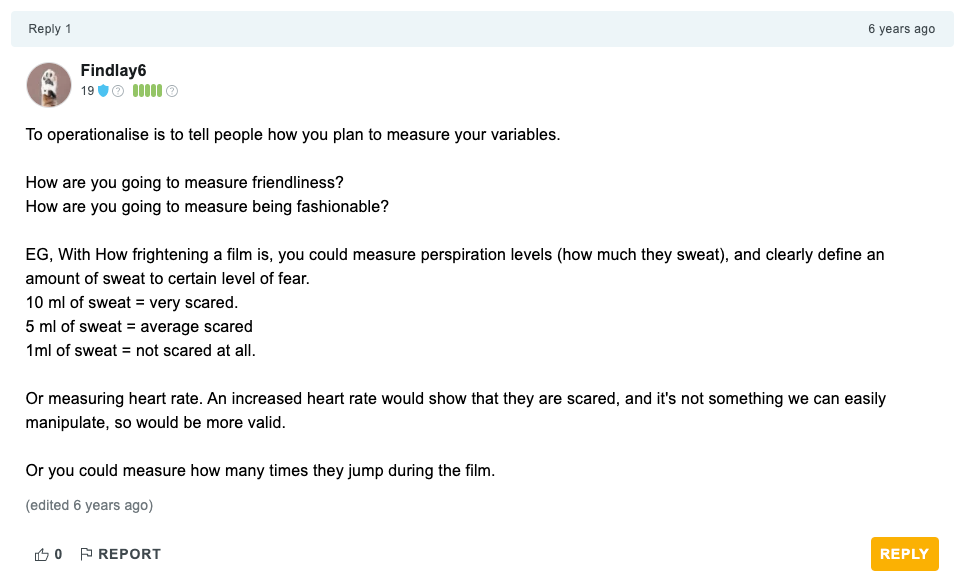 Reply 1
6 years ago
Findlay6
19 ? ?
To operationalise is to tell people how you plan to measure your variables.
How are you going to measure friendliness?
How are you going to measure being fashionable?
EG, With How frightening a film is, you could measure perspiration levels (how much they sweat), and clearly define an
amount of sweat to certain level of fear.
10 ml of sweat = very scared.
5 ml of sweat = average scared
1ml of sweat = not scared at all.
Or measuring heart rate. An increased heart rate would show that they are scared, and it's not something we can easily
manipulate, so would be more valid.
Or you could measure how many times they jump during the film.
(edited 6 years ago)
0 REPORT
REPLY